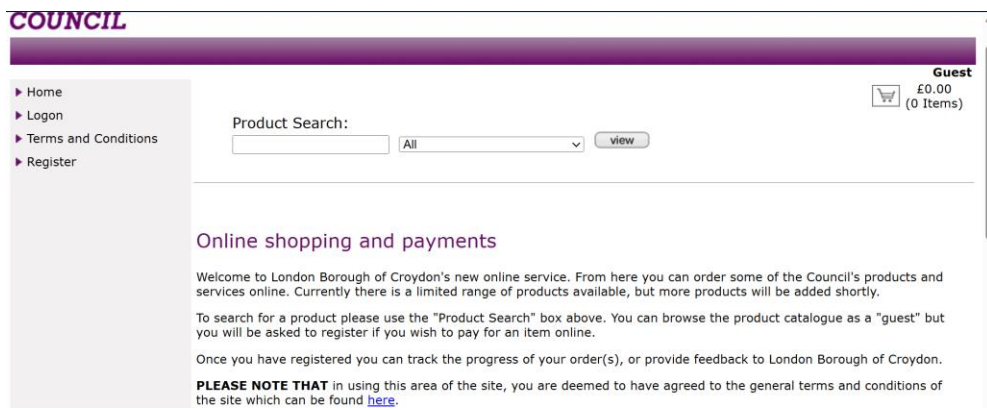 COUNCIL
Guest
£0.00
(0 Items)
Home
Logon
Terms and Conditions
Register
Product Search:
All
view
Online shopping and payments
Welcome to London Borough of Croydon's new online service. From here you can order some of the Council's products and
services online. Currently there is a limited range of products available, but more products will be added shortly.
To search for a product please use the "Product Search" box above. You can browse the product catalogue as a "guest" but
you will be asked to register if you wish to pay for an item online.
Once you have registered you can track the progress of your order(s), or provide feedback to London Borough of Croydon.
PLEASE NOTE THAT in using this area of the site, you are deemed to have agreed to the general terms and conditions of
the site which can be found here.